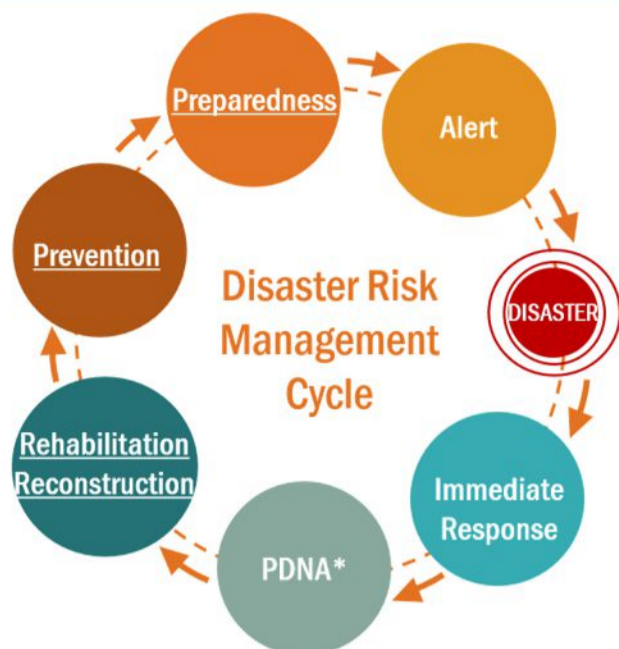 Preparedness
Alert
DISASTER
Immediate
Response
PDNA*
Rehabilitation
Reconstruction
Prevention
Disaster Risk
Management
Cycle